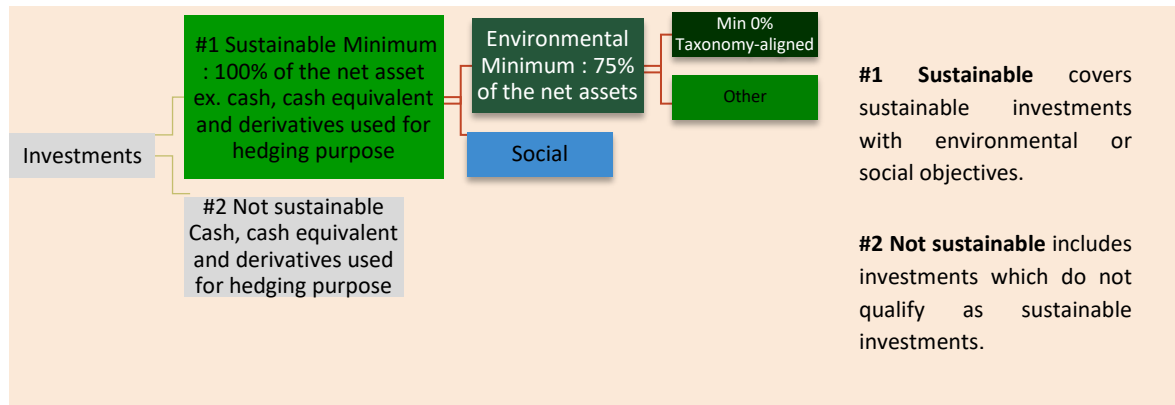 Investments
#1 Sustainable Minimum
: 100% of the net asset
ex. cash, cash equivalent
and derivatives used for
hedging purpose
#2 Not sustainable
Cash, cash equivalent
and derivatives used
for hedging purpose
Environmental
Minimum : 75%
of the net assets
Social
Min 0%
Taxonomy-aligned
Other
#1 Sustainable covers
sustainable investments
with environmental or
social objectives.
#2 Not sustainable includes
investments which do not
qualify as sustainable
investments.